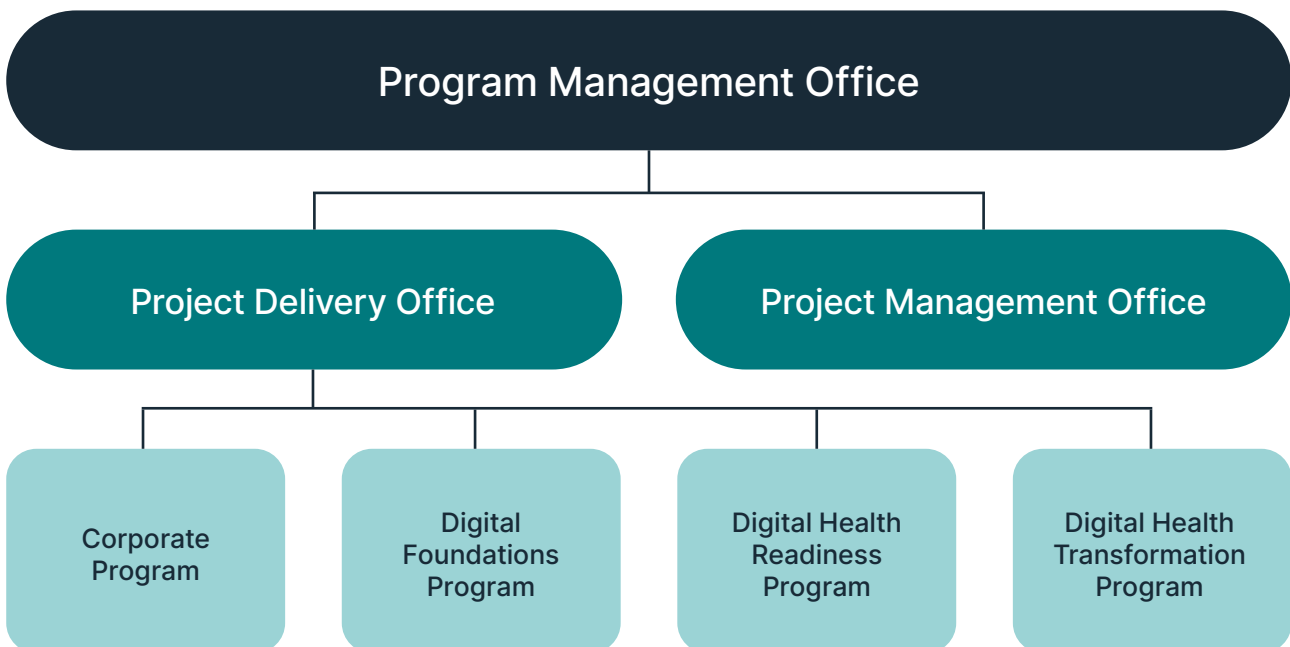 Program Management Office
Project Delivery Office
Project Management Office
Corporate
Program
Digital
Foundations
Program
Digital Health
Readiness
Program
Digital Health
Transformation
Program